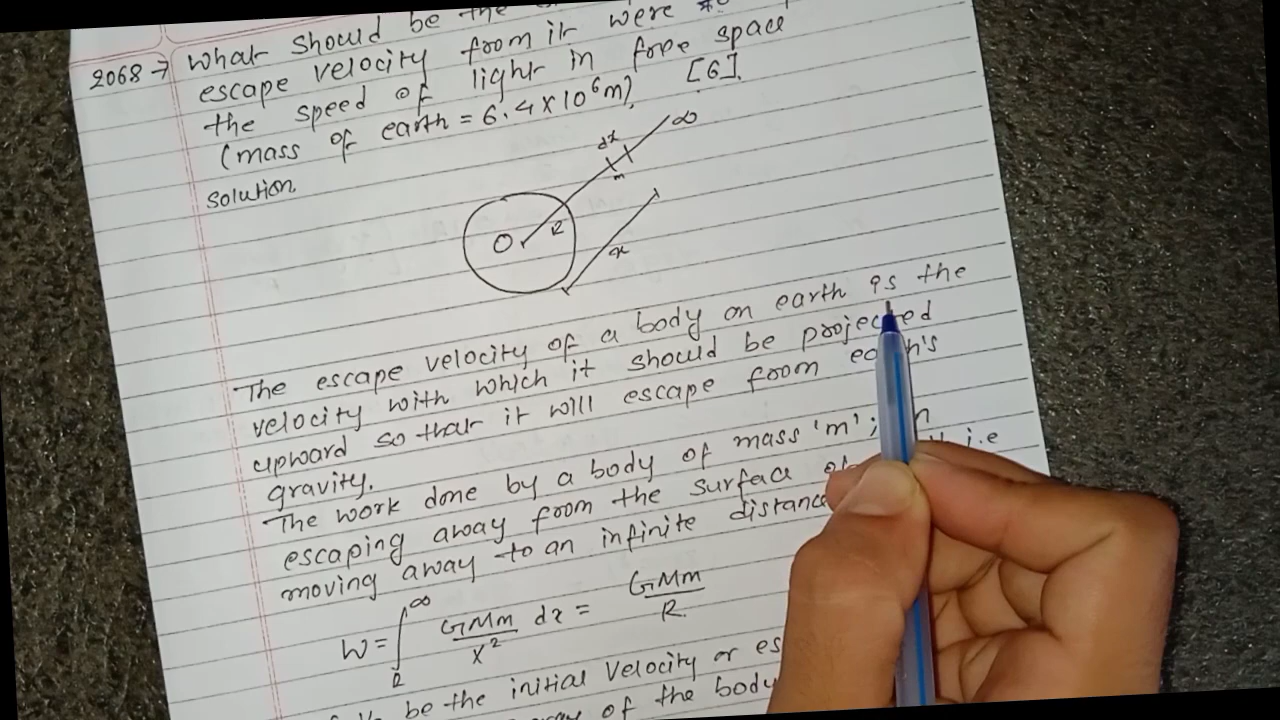 what should be the
2068 → escape velocity from it were
the speed of light in free space
(mass of earth = 6.4 x 10⁶m) [6].
solution
∞
dx
m
R
O
x
The escape velocity of a body on earth is the
velocity with which it should be projected
upward so that it will escape from earth's
gravity.
The work done by a body of mass 'm';
escaping away from the surface of i.e
moving away to an infinite distance
W = ∫_R^∞ GMm/x² dx = GMm/R
be the initial velocity or
of the body